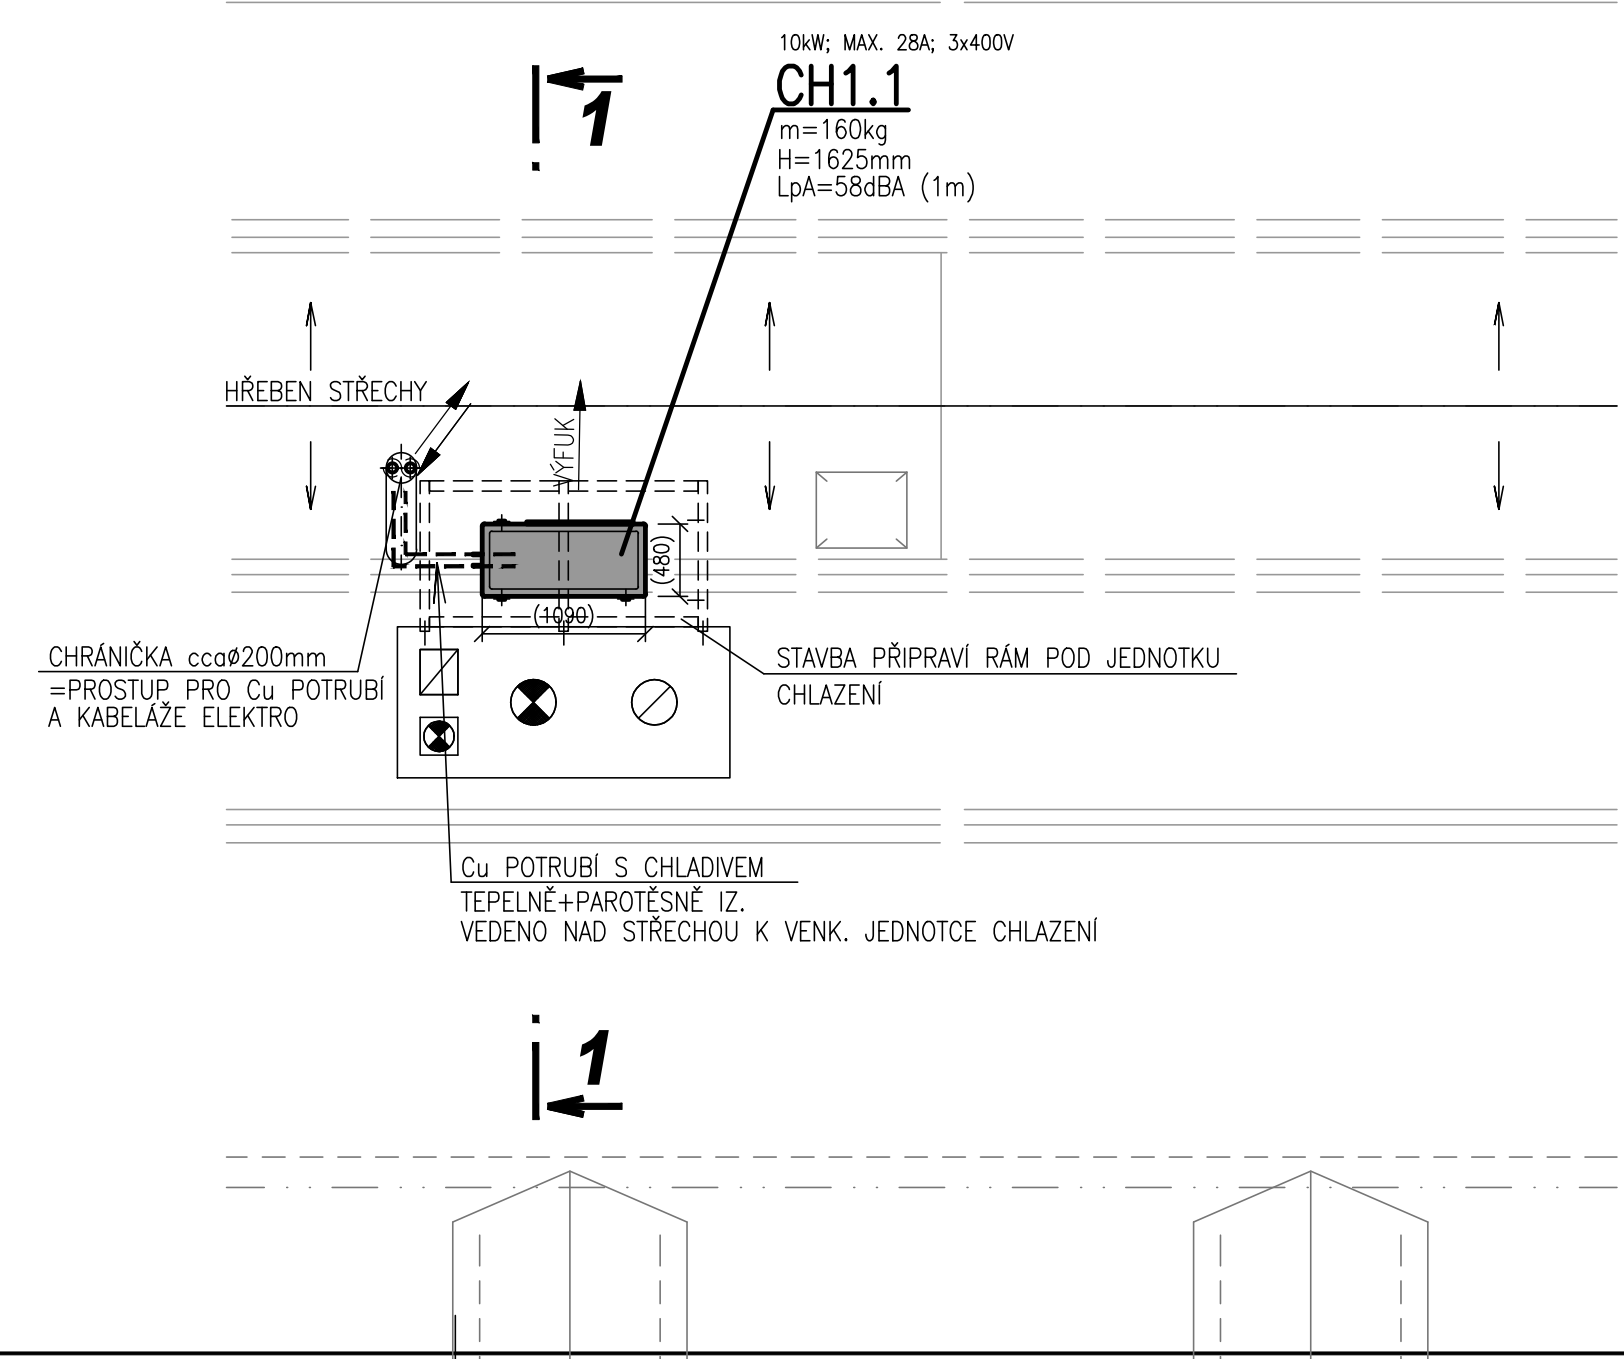 10kW; MAX. 28A; 3x400V
CH1.1
1
m=160kg
H=1625mm
LpA=58dBA (1m)
HŘEBEN STŘECHY
VÝFUK
(480)
(1090)
CHRÁNIČKA ccaø200mm
=PROSTUP PRO Cu POTRUBÍ
A KABELÁŽE ELEKTRO
STAVBA PŘIPRAVÍ RÁM POD JEDNOTKU
CHLAZENÍ
Cu POTRUBÍ S CHLADIVEM
TEPELNĚ+PAROTĚSNĚ IZ.
VEDENO NAD STŘECHOU K VENK. JEDNOTCE CHLAZENÍ
1